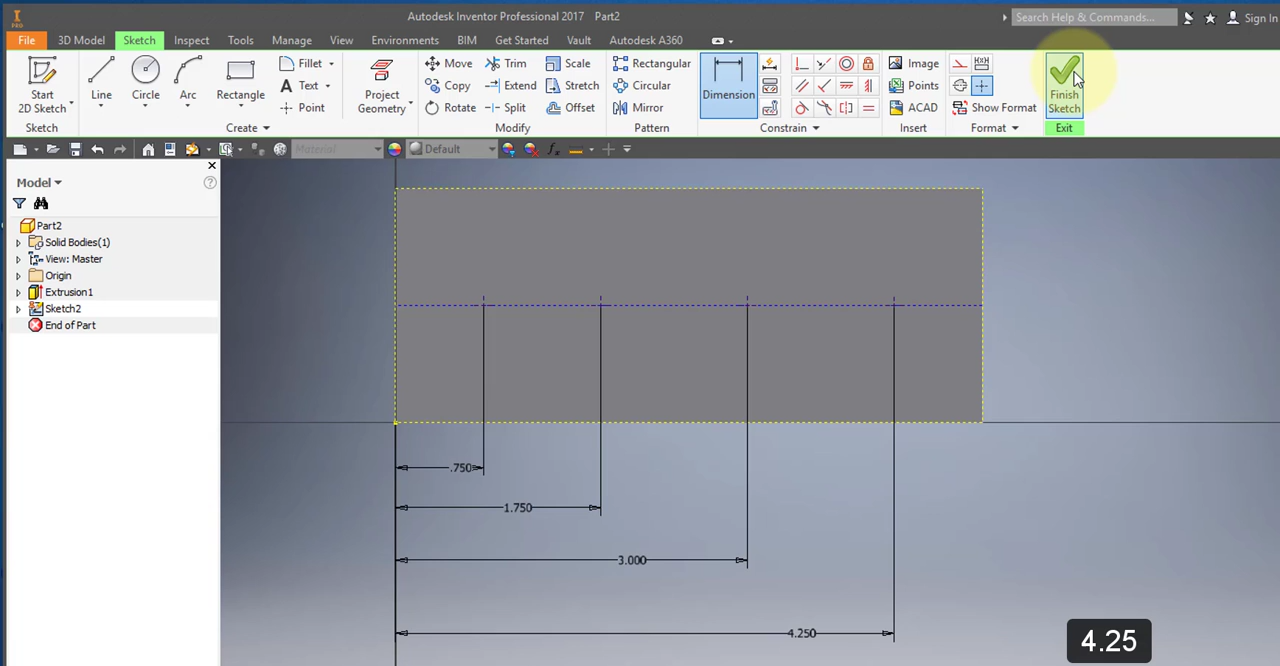 Autodesk Inventor Professional 2017 Part2
Search Help & Commands...
Sign In
PRO
File 3D Model Sketch Inspect Tools Manage View Environments BIM Get Started Vault Autodesk A360
Start
2D Sketch
Line
Circle
Arc
Rectangle
Fillet
Text
Point
Project
Geometry
Move
Copy
Rotate
Trim
Extend
Split
Scale
Stretch
Offset
Rectangular
Circular
Mirror
Dimension
Image
Points
ACAD
Show Format
Finish
Sketch
Sketch Create Modify Pattern Constrain Insert Format Exit
Material Default
Model
Part2
Solid Bodies(1)
View: Master
Origin
Extrusion1
Sketch2
End of Part
.750
1.750
3.000
4.250
4.25